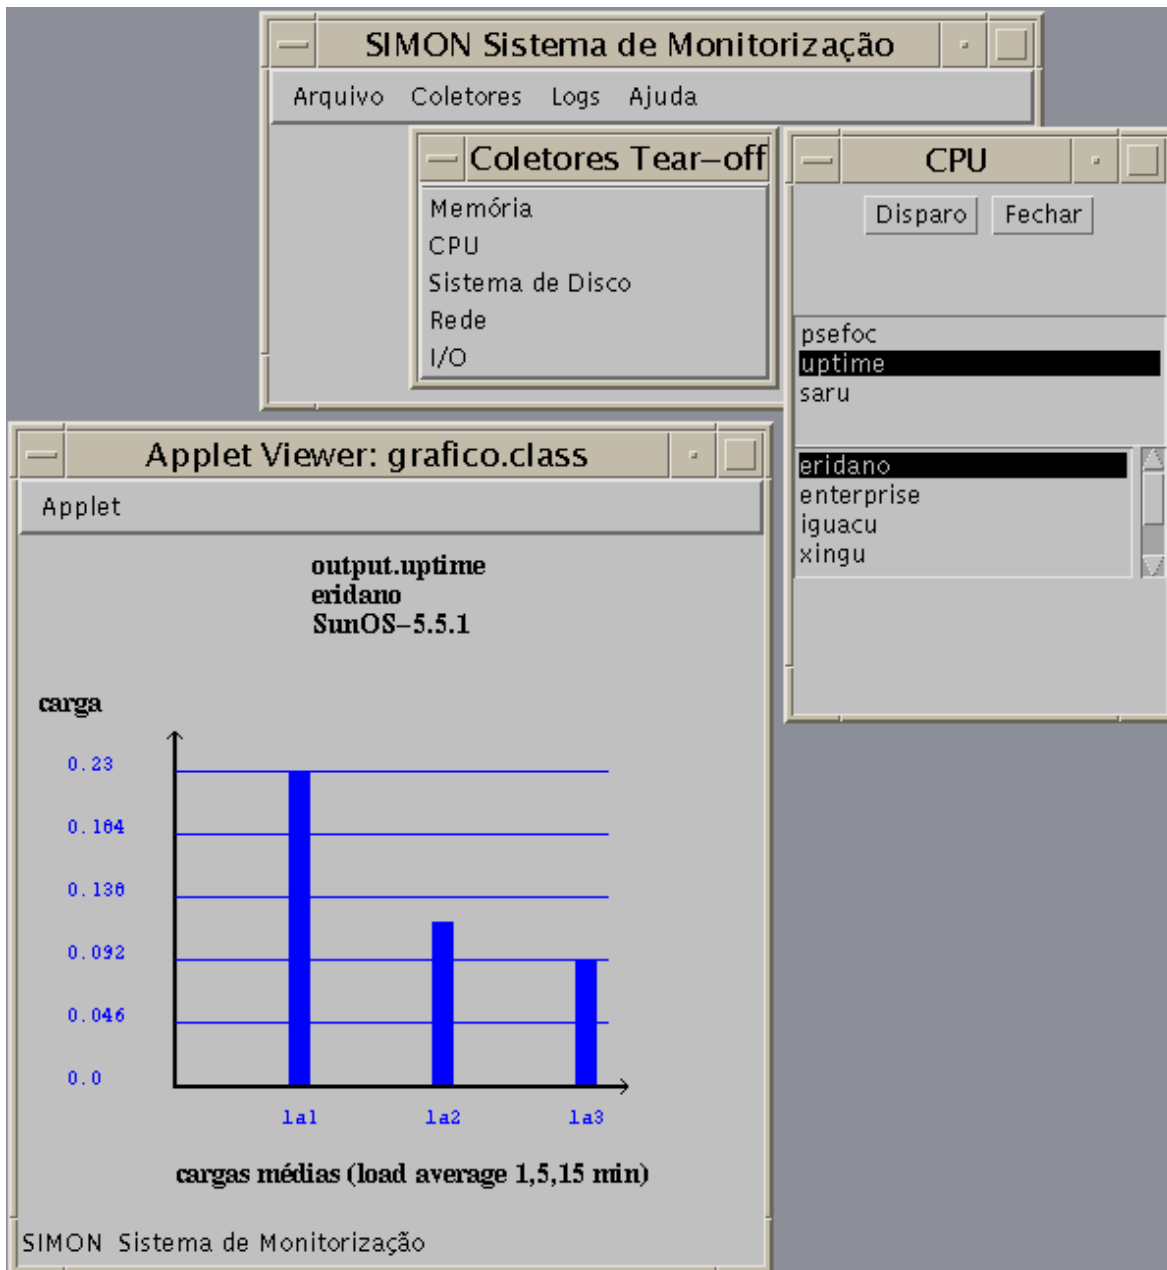 SIMON Sistema de Monitorização
Arquivo Coletores Logs Ajuda
Coletores Tear-off
Memória
CPU
Sistema de Disco
Rede
I/O
CPU
Disparo Fechar
psefoc
uptime
saru
eridano
enterprise
iguacu
xingu
Applet Viewer: grafico.class
Applet
output.uptime
eridano
SunOS-5.5.1
carga
0.23
0.184
0.138
0.092
0.046
0.0
la1 la2 la3
cargas médias (load average 1,5,15 min)
SIMON Sistema de Monitorização